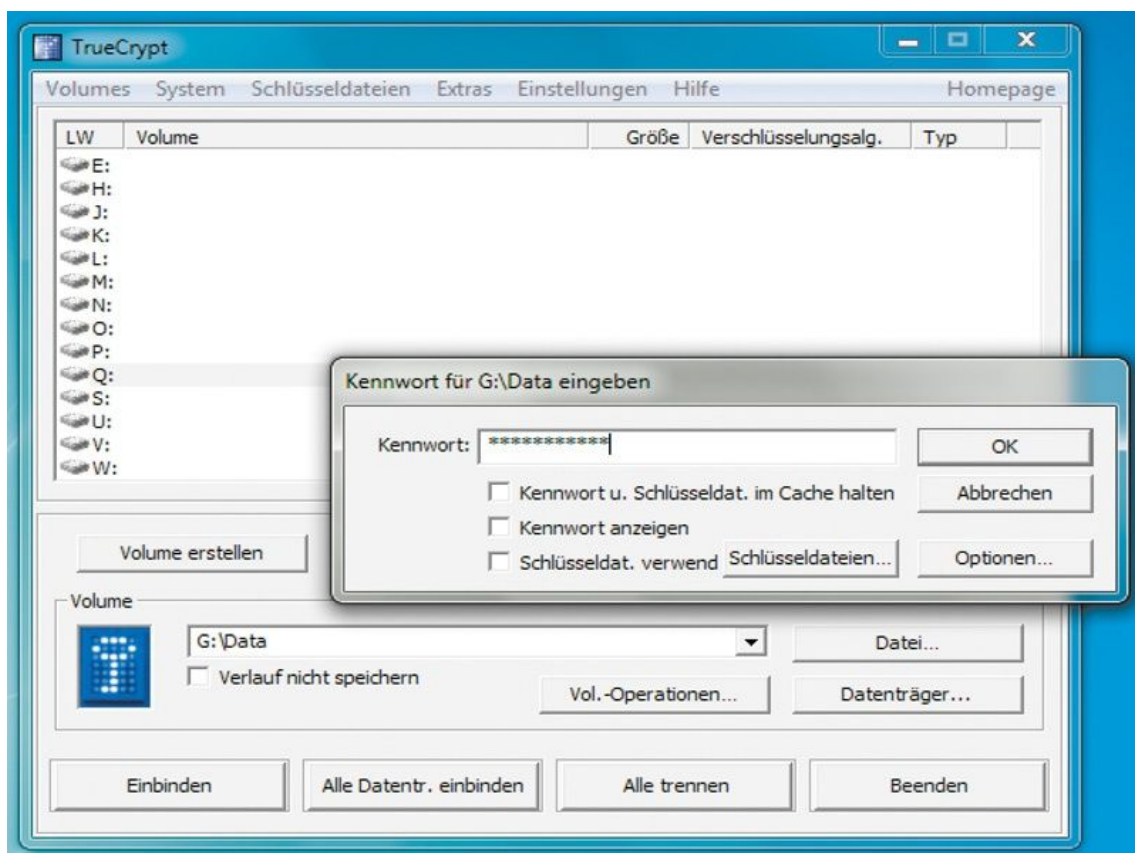 TrueCrypt
Volumes System Schlüsseldateien Extras Einstellungen Hilfe Homepage
LW Volume Größe Verschlüsselungsalg. Typ
E:
H:
J:
K:
L:
M:
N:
O:
P:
Q:
S:
U:
V:
W:
Kennwort für G:\Data eingeben
Kennwort: *********** OK
Kennwort u. Schlüsseldat. im Cache halten Abbrechen
Kennwort anzeigen
Schlüsseldat. verwend Schlüsseldateien... Optionen...
Volume erstellen
Volume
G:\Data Datei...
Verlauf nicht speichern
Vol.-Operationen... Datenträger...
Einbinden Alle Datentr. einbinden Alle trennen Beenden